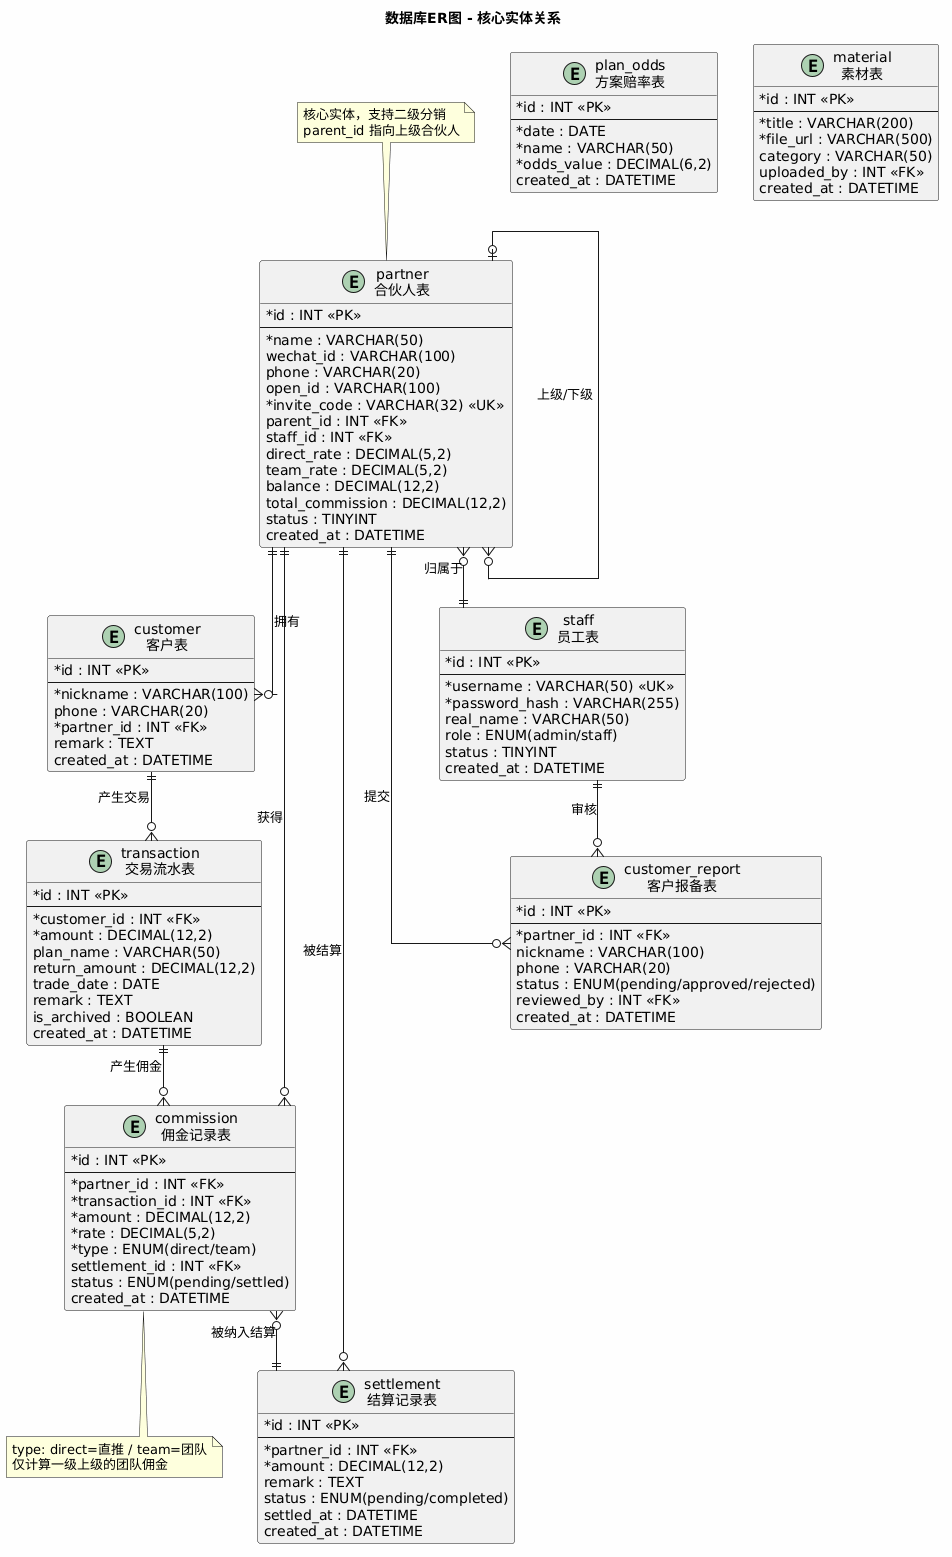 数据库ER图 - 核心实体关系
E
plan_odds
方案赔率表
*id : INT «PK»
*date : DATE
*name : VARCHAR(50)
*odds_value : DECIMAL(6,2)
created_at : DATETIME
E
material
素材表
*id : INT «PK»
*title : VARCHAR(200)
*file_url : VARCHAR(500)
category : VARCHAR(50)
uploaded_by : INT «FK»
created_at : DATETIME
核心实体，支持二级分销
parent_id 指向上级合伙人
E
partner
合伙人表
*id : INT «PK»
*name : VARCHAR(50)
wechat_id : VARCHAR(100)
phone : VARCHAR(20)
open_id : VARCHAR(100)
*invite_code : VARCHAR(32) «UK»
parent_id : INT «FK»
staff_id : INT «FK»
direct_rate : DECIMAL(5,2)
team_rate : DECIMAL(5,2)
balance : DECIMAL(12,2)
total_commission : DECIMAL(12,2)
status : TINYINT
created_at : DATETIME
上级/下级
归属于
拥有
E
customer
客户表
*id : INT «PK»
*nickname : VARCHAR(100)
phone : VARCHAR(20)
*partner_id : INT «FK»
remark : TEXT
created_at : DATETIME
E
staff
员工表
*id : INT «PK»
*username : VARCHAR(50) «UK»
*password_hash : VARCHAR(255)
real_name : VARCHAR(50)
role : ENUM(admin/staff)
status : TINYINT
created_at : DATETIME
产生交易
获得
提交
审核
E
transaction
交易流水表
*id : INT «PK»
*customer_id : INT «FK»
*amount : DECIMAL(12,2)
plan_name : VARCHAR(50)
return_amount : DECIMAL(12,2)
trade_date : DATE
remark : TEXT
is_archived : BOOLEAN
created_at : DATETIME
E
customer_report
客户报备表
*id : INT «PK»
*partner_id : INT «FK»
nickname : VARCHAR(100)
phone : VARCHAR(20)
status : ENUM(pending/approved/rejected)
reviewed_by : INT «FK»
created_at : DATETIME
被结算
产生佣金
E
commission
佣金记录表
*id : INT «PK»
*partner_id : INT «FK»
*transaction_id : INT «FK»
*amount : DECIMAL(12,2)
*rate : DECIMAL(5,2)
*type : ENUM(direct/team)
settlement_id : INT «FK»
status : ENUM(pending/settled)
created_at : DATETIME
被纳入结算
type: direct=直推 / team=团队
仅计算一级上级的团队佣金
E
settlement
结算记录表
*id : INT «PK»
*partner_id : INT «FK»
*amount : DECIMAL(12,2)
remark : TEXT
status : ENUM(pending/completed)
settled_at : DATETIME
created_at : DATETIME